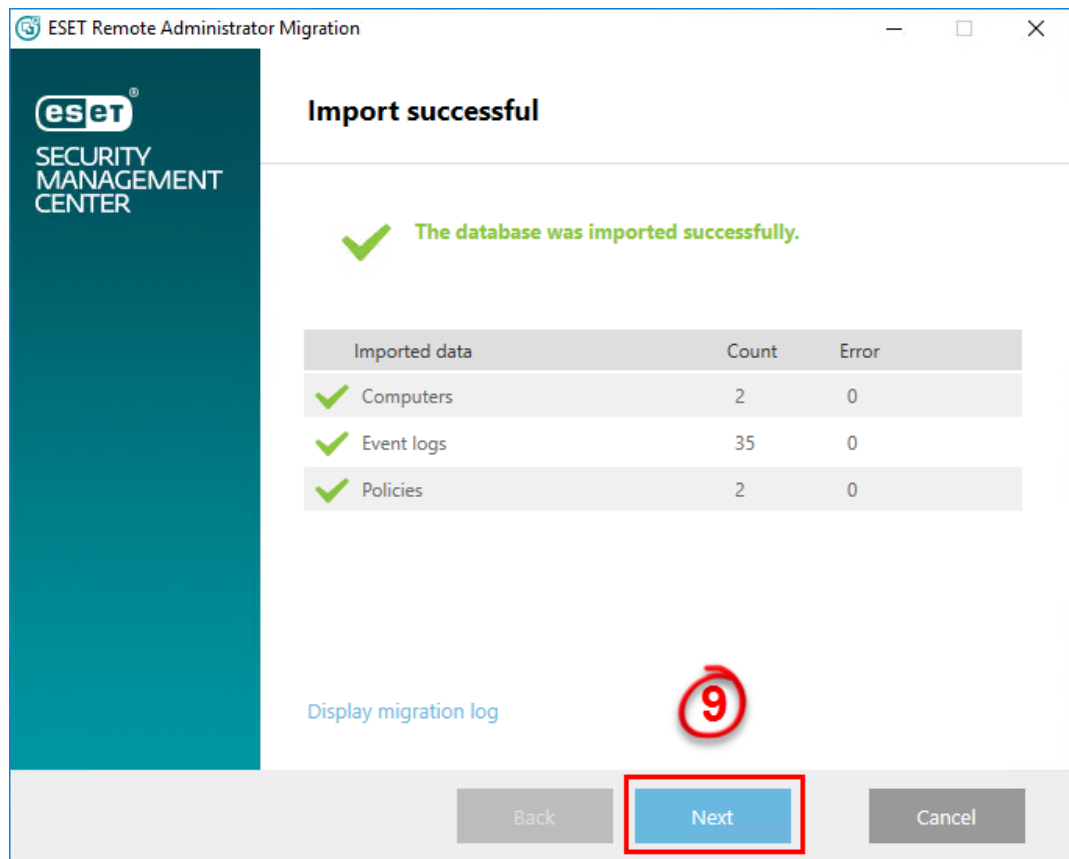 ESET Remote Administrator Migration
eset®
SECURITY
MANAGEMENT
CENTER
Import successful
The database was imported successfully.
Imported data Count Error
Computers 2 0
Event logs 35 0
Policies 2 0
Display migration log
9
Back Next Cancel